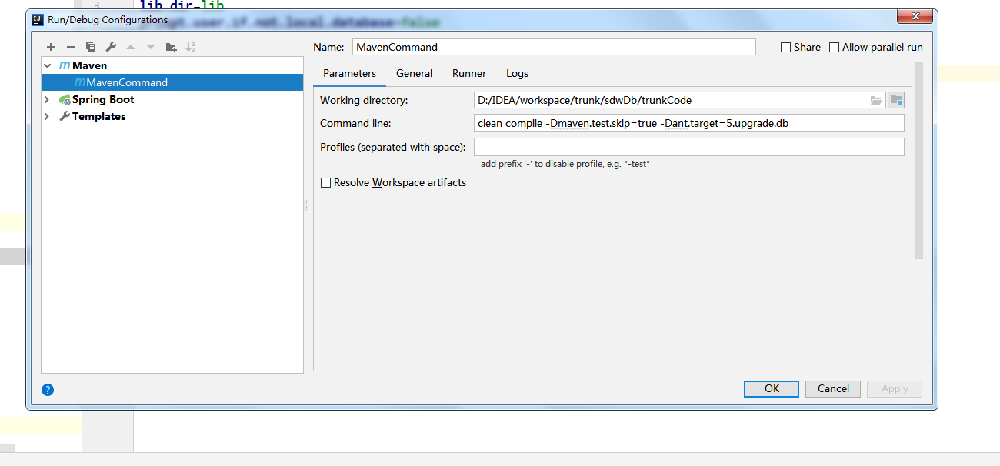 3
lib.dir=lib
Run/Debug Configurations
Name: MavenCommand
Share
Allow parallel run
Maven
MavenCommand
Spring Boot
Templates
Parameters General Runner Logs
Working directory: D:/IDEA/workspace/trunk/sdwDb/trunkCode
Command line: clean compile -Dmaven.test.skip=true -Dant.target=5.upgrade.db
Profiles (separated with space):
add prefix '-' to disable profile, e.g. "-test"
Resolve Workspace artifacts
?
OK Cancel Apply